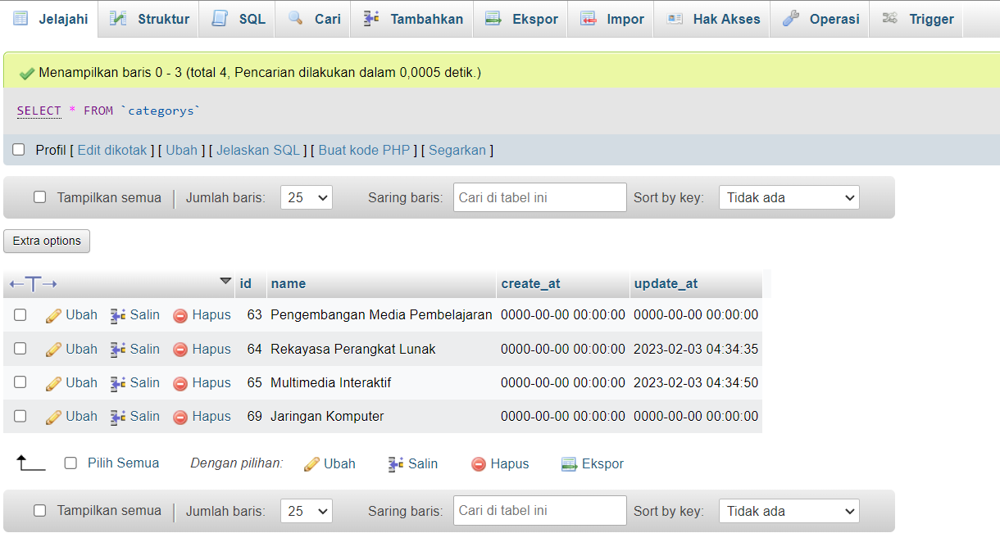 Jelajahi Struktur SQL Cari Tambahkan Ekspor Impor Hak Akses Operasi Trigger
Menampilkan baris 0 - 3 (total 4, Pencarian dilakukan dalam 0,0005 detik.)
SELECT * FROM `categorys`
Profil [ Edit dikotak ] [ Ubah ] [ Jelaskan SQL ] [ Buat kode PHP ] [ Segarkan ]
Tampilkan semua Jumlah baris: 25 Saring baris: Cari di tabel ini Sort by key: Tidak ada
Extra options
id name create_at update_at
Ubah Salin Hapus 63 Pengembangan Media Pembelajaran 0000-00-00 00:00:00 0000-00-00 00:00:00
Ubah Salin Hapus 64 Rekayasa Perangkat Lunak 0000-00-00 00:00:00 2023-02-03 04:34:35
Ubah Salin Hapus 65 Multimedia Interaktif 0000-00-00 00:00:00 2023-02-03 04:34:50
Ubah Salin Hapus 69 Jaringan Komputer 0000-00-00 00:00:00 0000-00-00 00:00:00
Pilih Semua Dengan pilihan: Ubah Salin Hapus Ekspor
Tampilkan semua Jumlah baris: 25 Saring baris: Cari di tabel ini Sort by key: Tidak ada